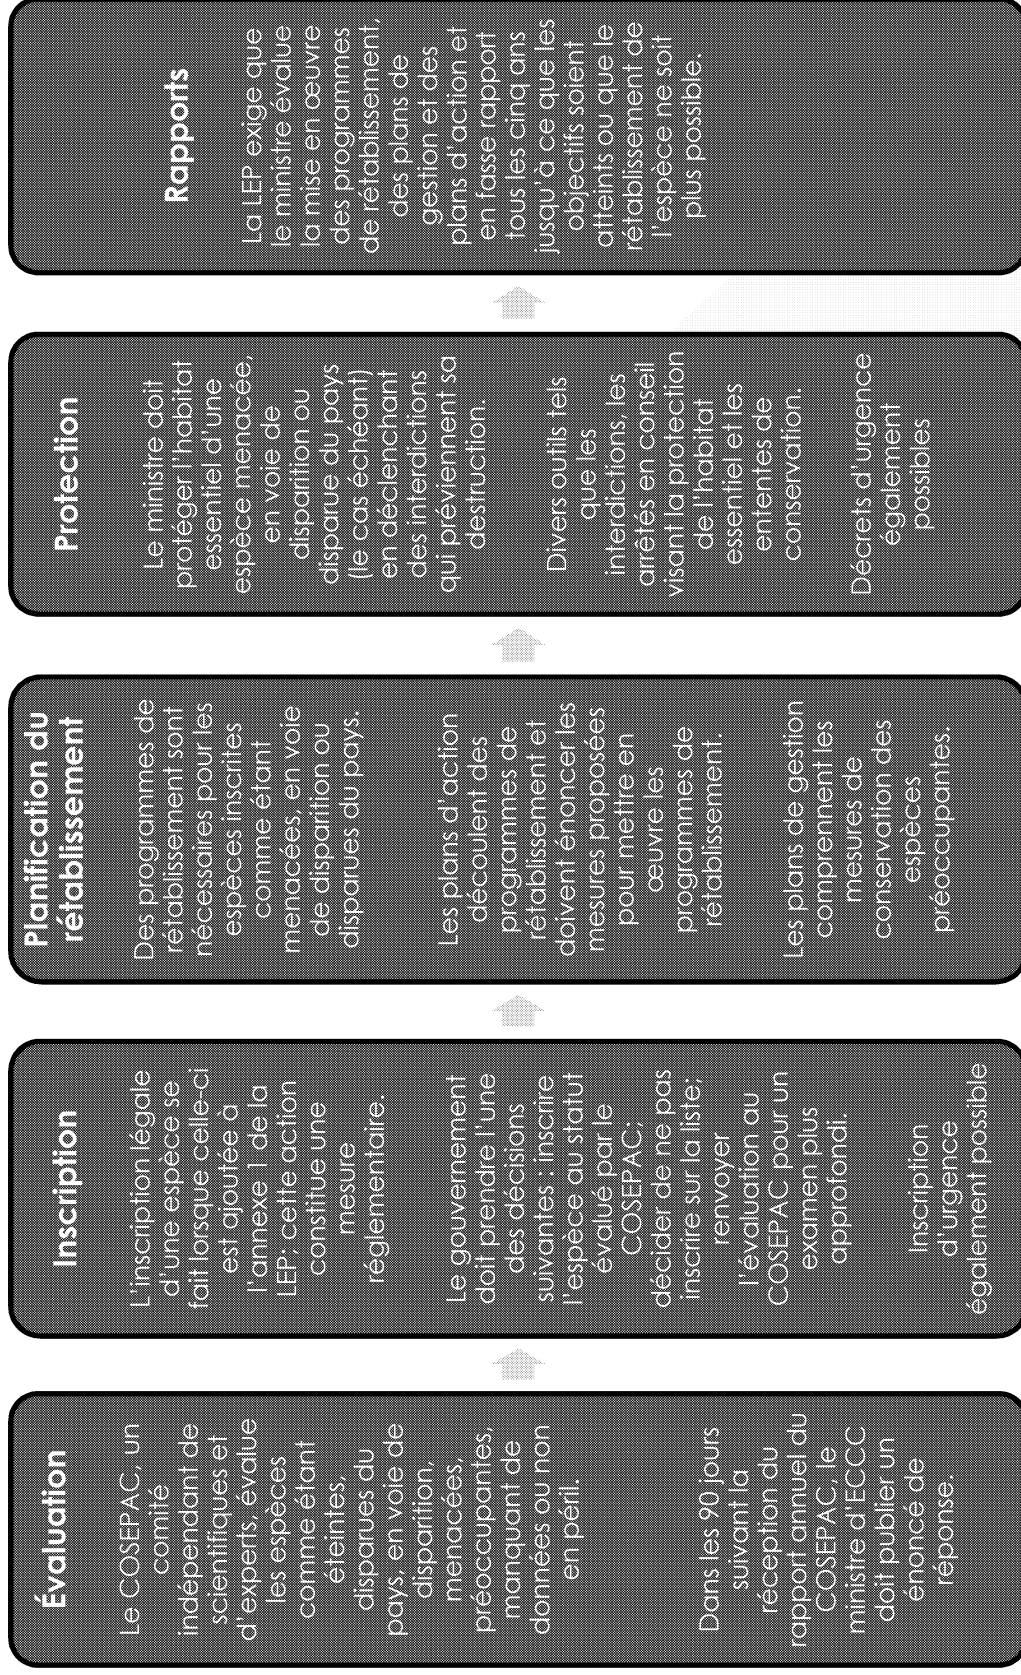 Évaluation
Le COSEPAC, un
comité
indépendant de
scientifiques et
d'experts, évalue
les espèces
comme étant
éteintes,
disparues du
pays, en voie de
disparition,
menacées,
préoccupantes,
manquant de
données ou non
en péril.
Dans les 90 jours
suivant la
réception du
rapport annuel du
COSEPAC, le
ministre d'ECCC
doit publier un
énoncé de
réponse.
Inscription
L'inscription légale
d'une espèce se
fait lorsque celle-ci
est ajoutée à
l'annexe 1 de la
LEP; cette action
constitue une
mesure
réglementaire.
Le gouvernement
doit prendre l'une
des décisions
suivantes : inscrire
l'espèce au statut
évalué par le
COSEPAC;
décider de ne pas
inscrire sur la liste;
renvoyer
l'évaluation au
COSEPAC pour un
examen plus
approfondi
Inscription
d'urgence
également possible
Planification du
rétablissement
Des programmes de
rétablissement sont
nécessaires pour les
espèces inscrites
comme étant
menacées, en voie
de disparition ou
disparues du pays.
Les plans d'action
découlent des
programmes de
rétablissement et
doivent énoncer les
mesures proposées
pour mettre en
œuvre les
programmes de
rétablissement.
Les plans de gestion
comprennent les
mesures de
conservation des
espèces
préoccupantes.
Protection
Le ministre doit
protéger l'habitat
essentiel d'une
espèce menacée,
en voie de
disparition ou
disparue du pays
(le cas échéant)
en déclenchant
des interdictions
qui préviennent sa
destruction.
Divers outils tels
que les
interdictions, les
arrêtés en conseil
visant la protection
de l'habitat
essentiel et les
ententes de
conservation.
Décrets d'urgence
également
possibles
Rapports
La LEP exige que
le ministre évalue
la mise en œuvre
des programmes
de rétablissement,
des plans de
gestion et des
plans d'action et
en fasse rapport
tous les cinq ans
jusqu'à ce que les
objectifs soient
atteints ou que le
rétablissement de
l'espèce ne soit
plus possible.